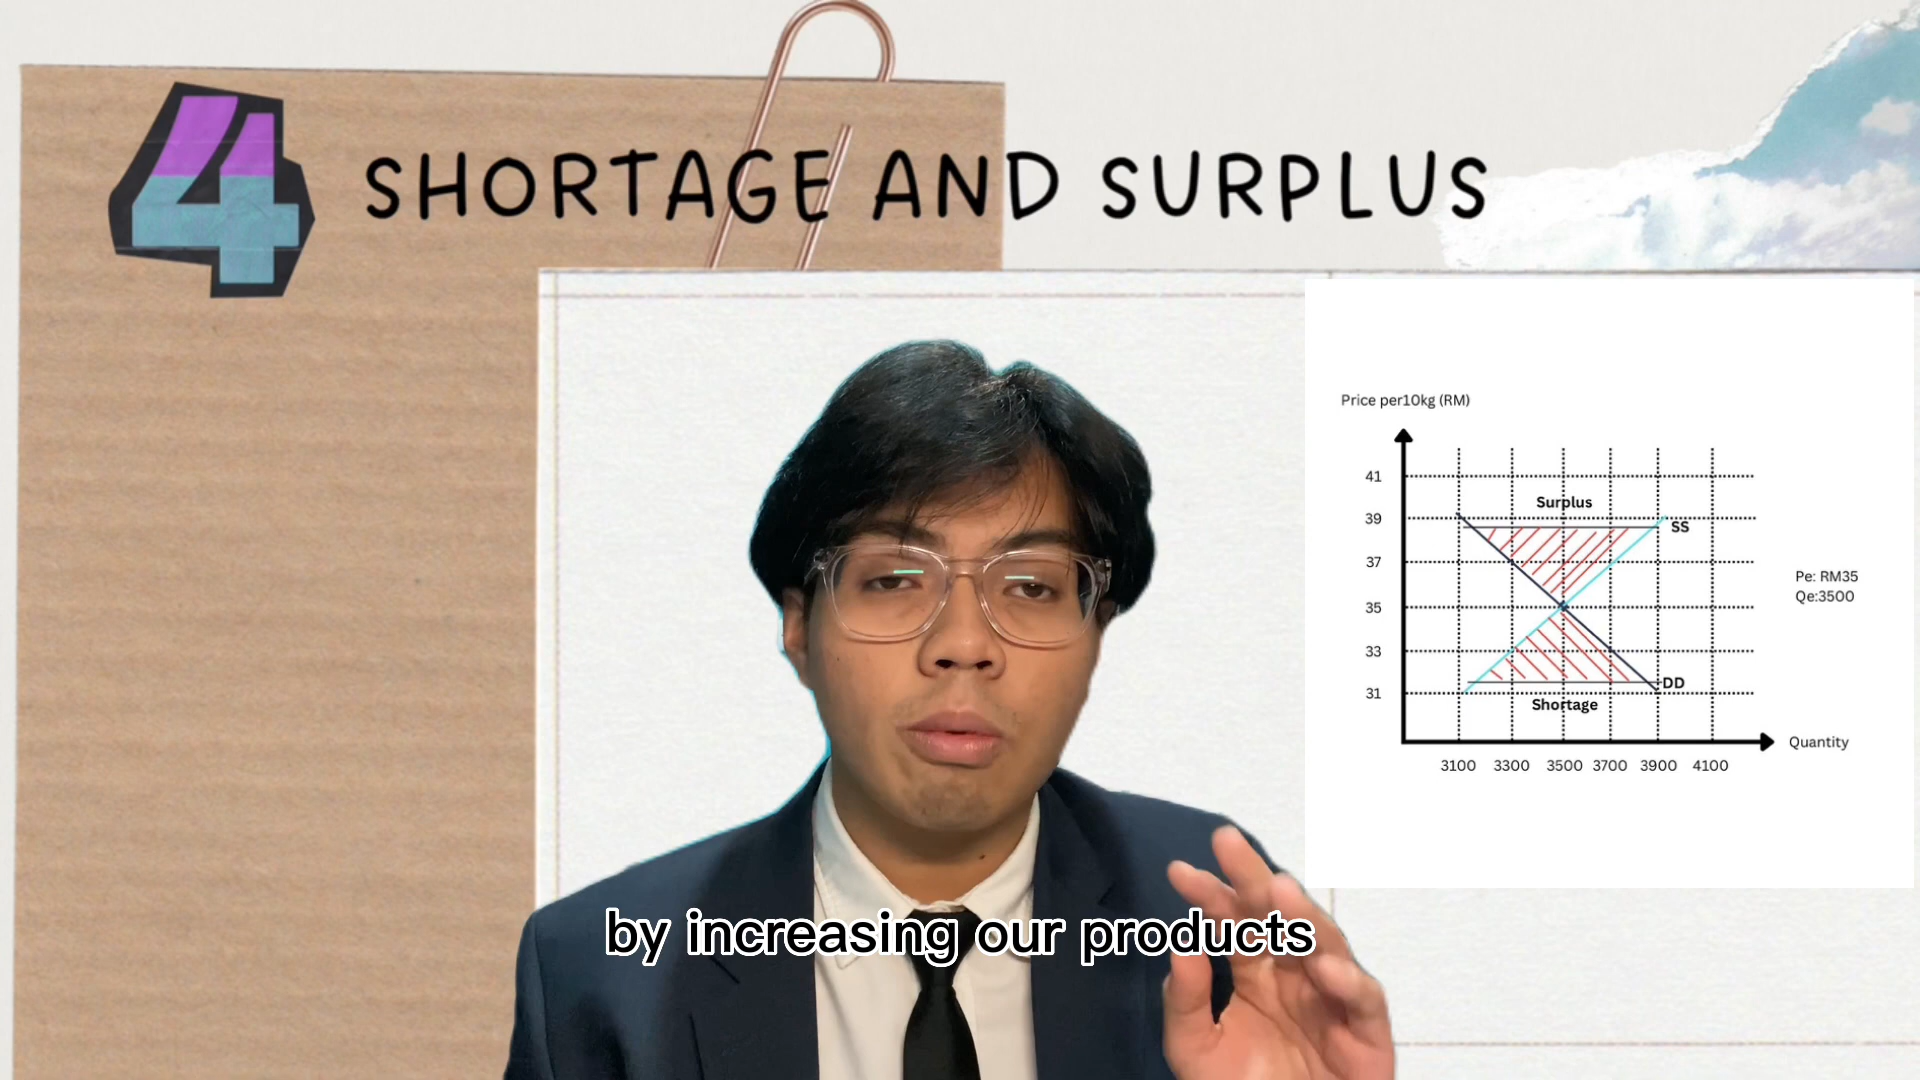 4 SHORTAGE AND SURPLUS
Price per10kg (RM)
41
Surplus
39
SS
37
Pe: RM35
Qe:3500
35
33
31
DD
Shortage
Quantity
3100 3300 3500 3700 3900 4100
by increasing our products